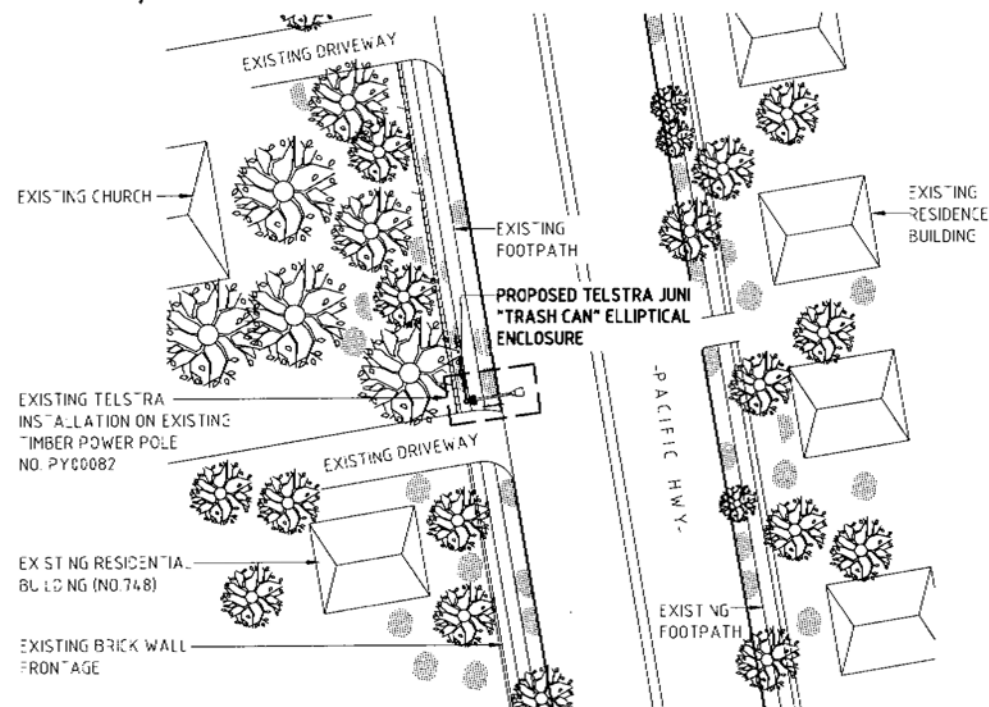 EXISTING DRIVEWAY
EXISTING CHURCH
EXISTING
FOOTPATH
EXISTING
RESIDENCE
BUILDING
PROPOSED TELSTRA JUNI
"TRASH CAN" ELLIPTICAL
ENCLOSURE
EXISTING TELSTRA
INSTALLATION ON EXISTING
TIMBER POWER POLE
NO. PY00082
EXISTING DRIVEWAY
-PACIFIC HWY-
EXISTING RESIDENTIAL
BUILDING (NO.748)
EXISTING BRICK WALL
FRONTAGE
EXISTING
FOOTPATH